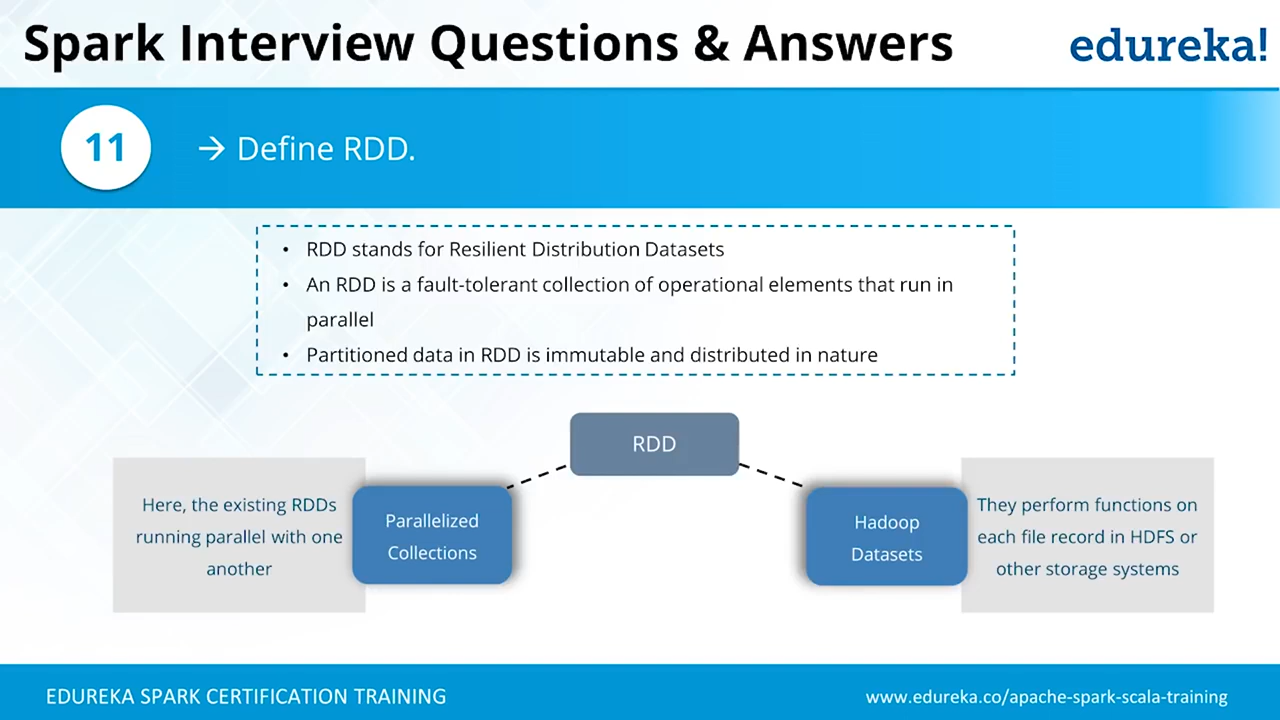 Spark Interview Questions & Answers
edureka!
11
→ Define RDD.
• RDD stands for Resilient Distribution Datasets
• An RDD is a fault-tolerant collection of operational elements that run in
parallel
• Partitioned data in RDD is immutable and distributed in nature
RDD
Here, the existing RDDs
running parallel with one
another
Parallelized
Collections
Hadoop
Datasets
They perform functions on
each file record in HDFS or
other storage systems
EDUREKA SPARK CERTIFICATION TRAINING
www.edureka.co/apache-spark-scala-training